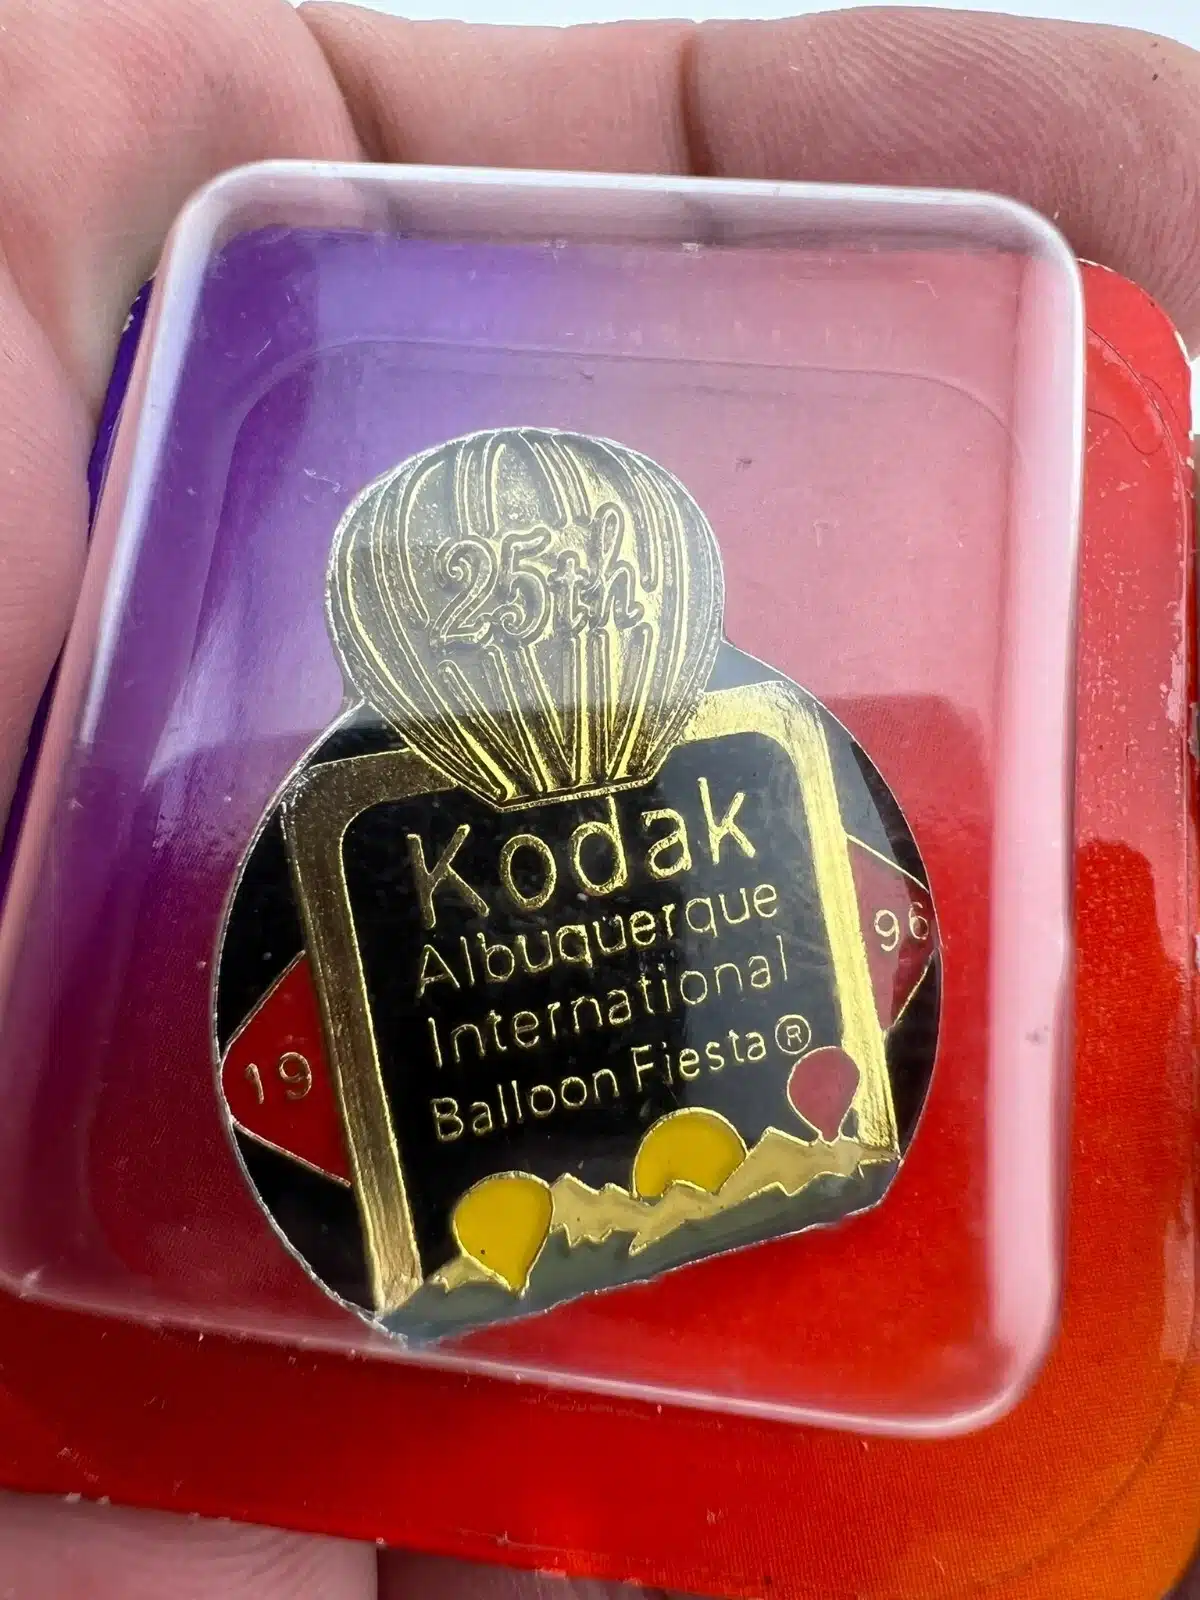 25th
Kodak
Albuquerque
International
Balloon Fiesta®
19
96